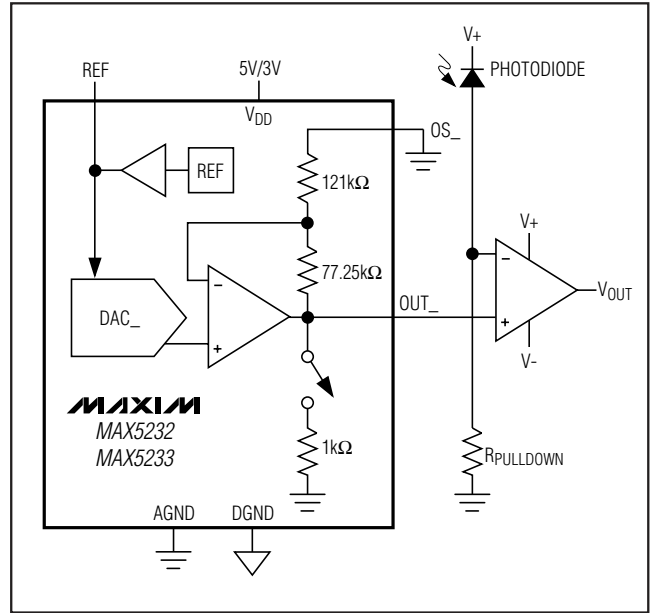 REF
5V/3V
V+
PHOTODIODE
VDD
OS_
REF
121kΩ
77.25kΩ
V+
−
−
DAC_
OUT_
VOUT
+
+
V-
MAXIM
MAX5232
MAX5233
1kΩ
RPULLDOWN
AGND
DGND